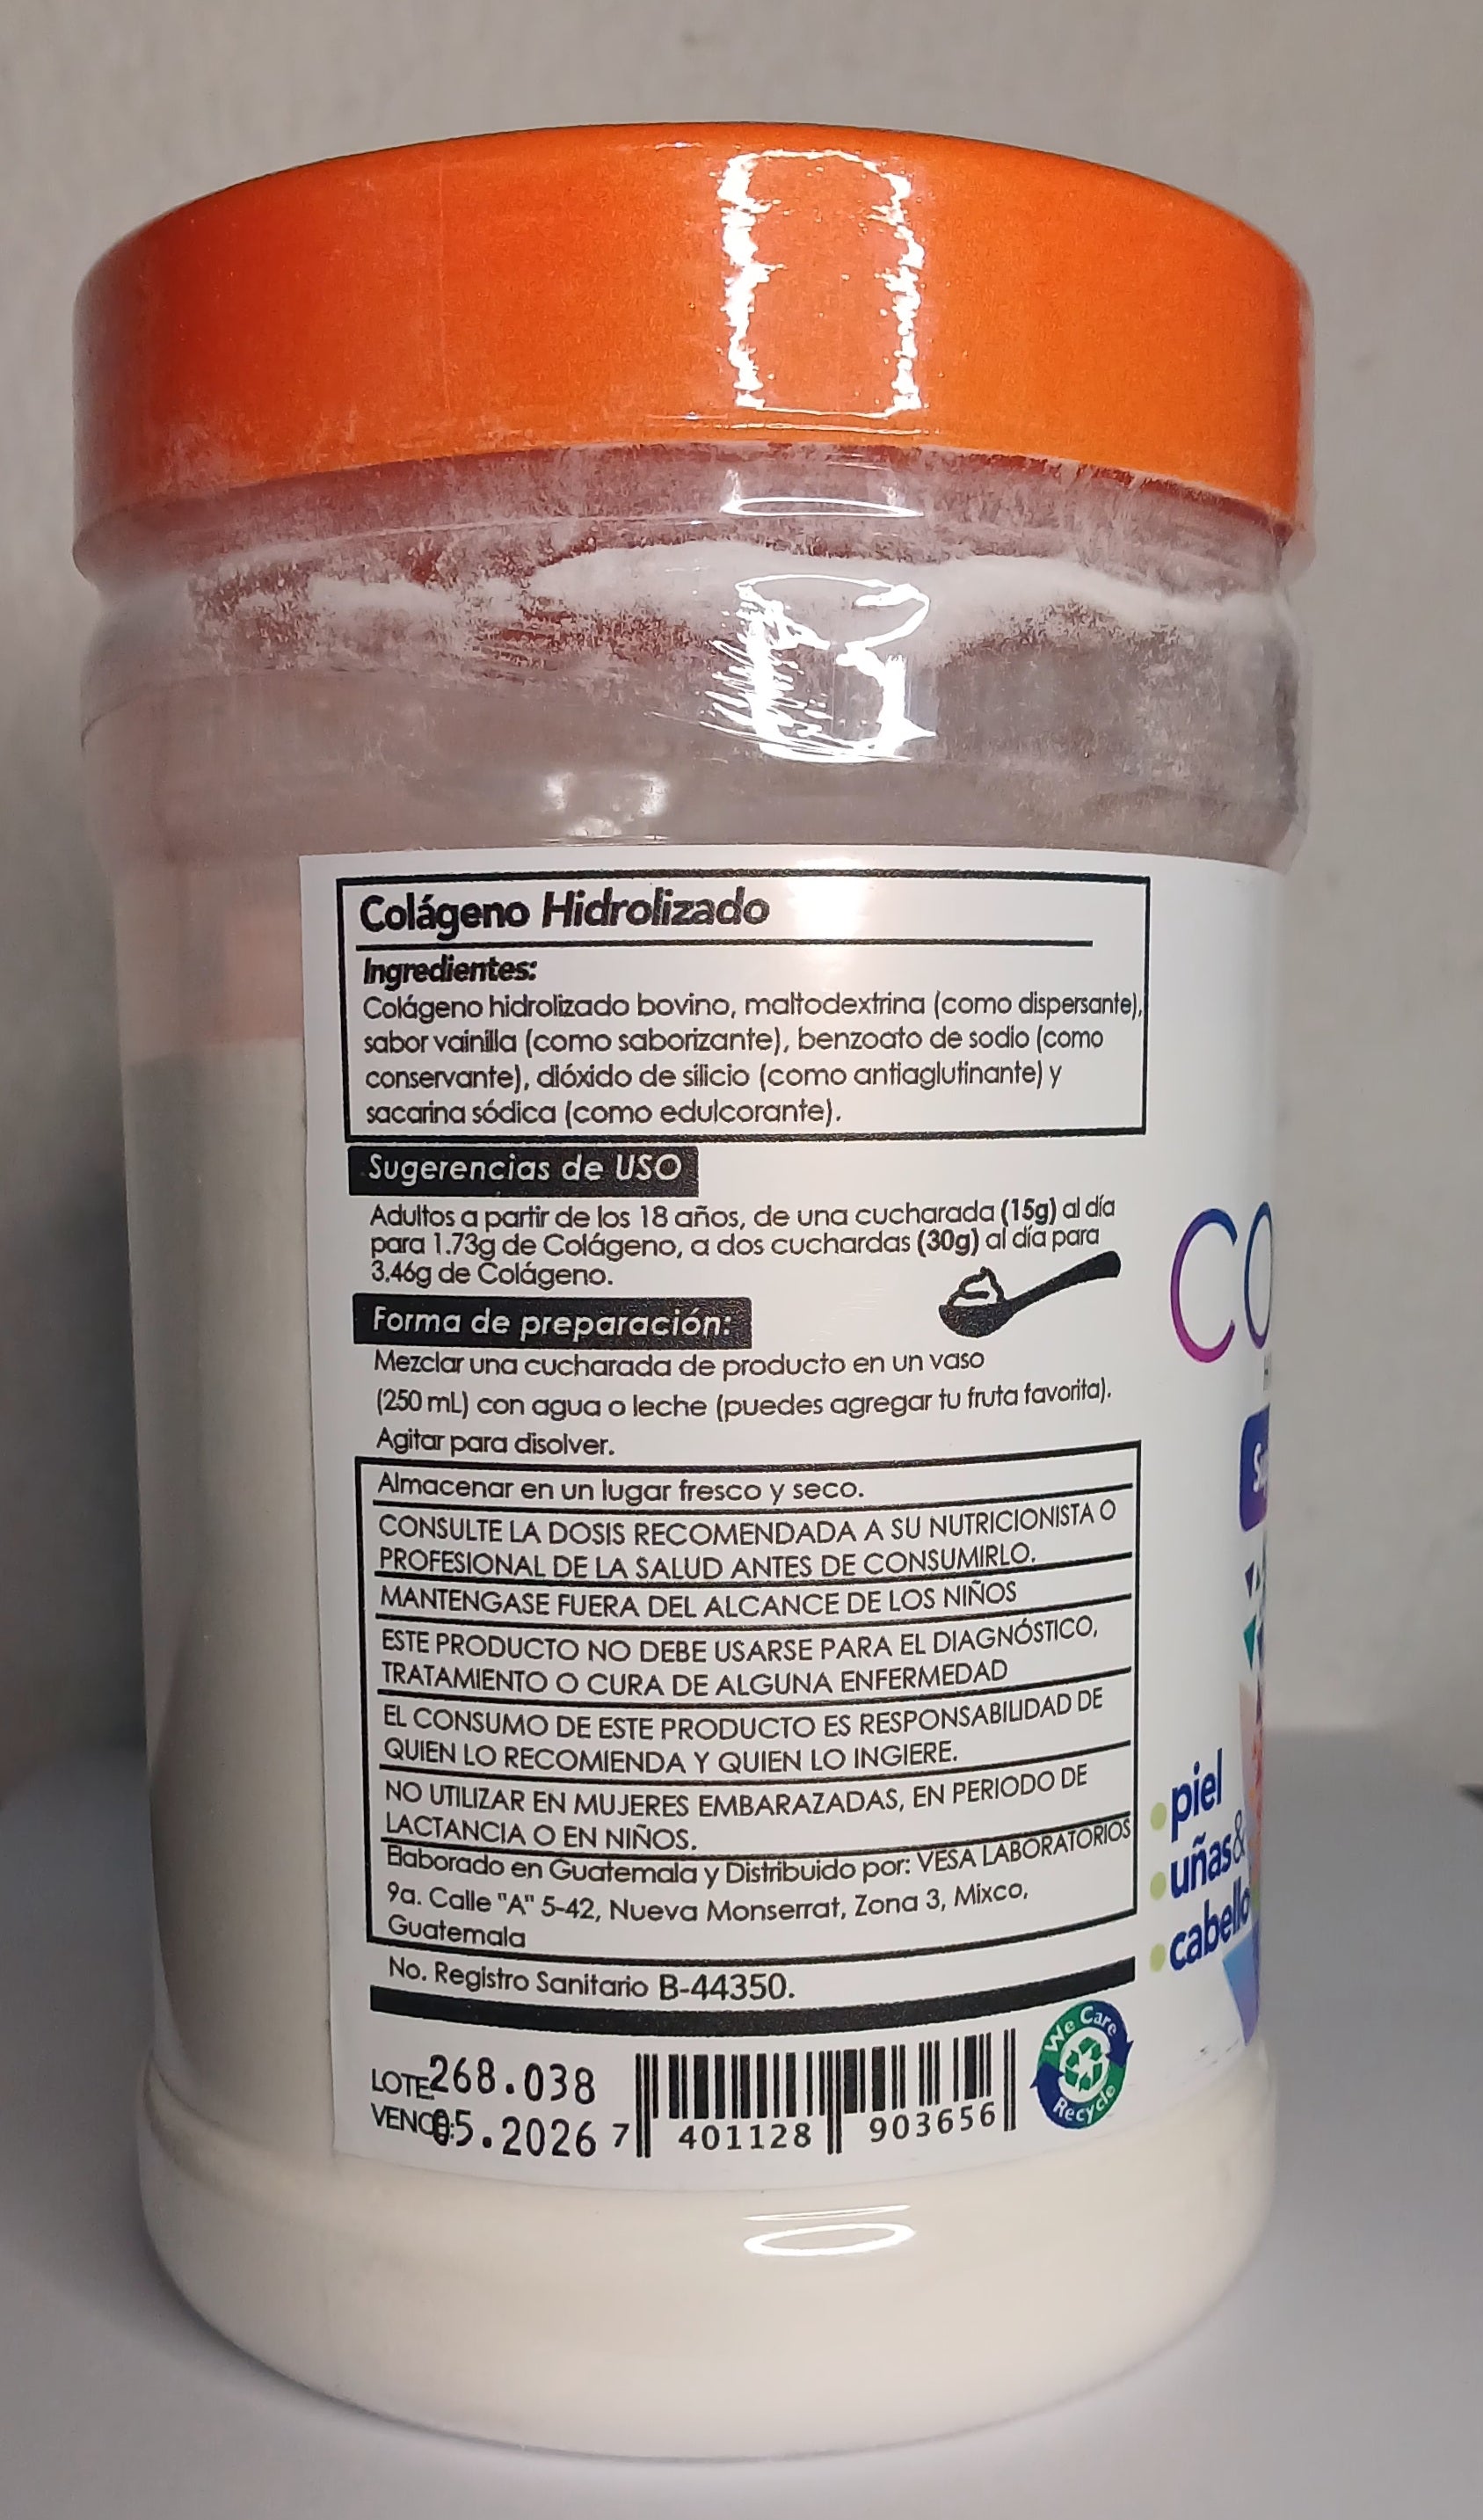 Colágeno Hidrolizado
Ingredientes:
Colágeno hidrolizado bovino, maltodextrina (como dispersante),
sabor vainilla (como saborizante), benzoato de sodio (como
conservante), dióxido de silicio (como antiaglutinante) y
sacarina sódica (como edulcorante).
Sugerencias de USO
Adultos a partir de los 18 años, de una cucharada (15g) al día
para 1.73g de Colágeno, a dos cuchardas (30g) al día para
3.46g de Colágeno.
Forma de preparación:
Mezclar una cucharada de producto en un vaso
(250 mL) con agua o leche (puedes agregar tu fruta favorita).
Agitar para disolver.
Almacenar en un lugar fresco y seco.
CONSULTE LA DOSIS RECOMENDADA A SU NUTRICIONISTA O
PROFESIONAL DE LA SALUD ANTES DE CONSUMIRLO.
MANTENGASE FUERA DEL ALCANCE DE LOS NIÑOS
ESTE PRODUCTO NO DEBE USARSE PARA EL DIAGNÓSTICO,
TRATAMIENTO O CURA DE ALGUNA ENFERMEDAD
EL CONSUMO DE ESTE PRODUCTO ES RESPONSABILIDAD DE
QUIEN LO RECOMIENDA Y QUIEN LO INGIERE.
NO UTILIZAR EN MUJERES EMBARAZADAS, EN PERIODO DE
LACTANCIA O EN NIÑOS.
Elaborado en Guatemala y Distribuido por: VESA LABORATORIOS
9a. Calle "A" 5-42, Nueva Monserrat, Zona 3, Mixco,
Guatemala
No. Registro Sanitario B-44350.
LOTE 268.038
VENC: 05.2026
7 401128 903656
We Care
Recycle
CO
piel
uñas&
cabello